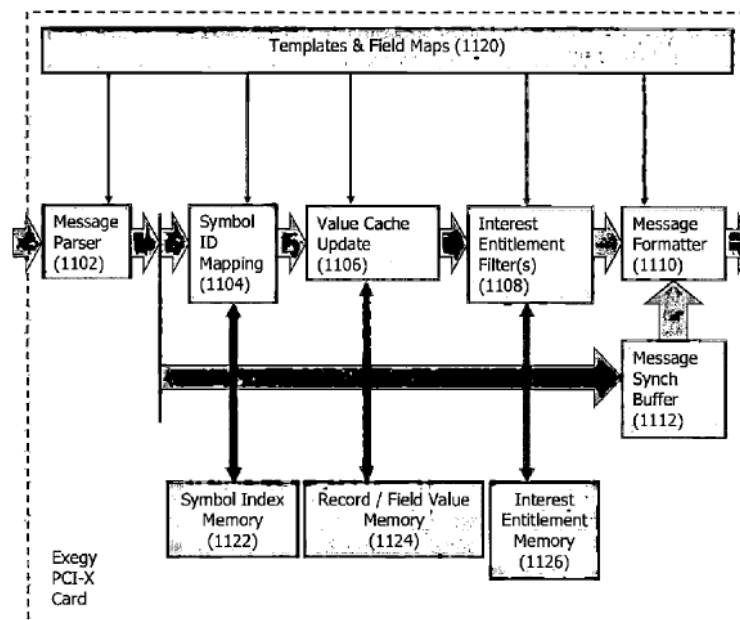 Templates & Field Maps (1120)
Message
Parser
(1102)
Symbol
ID
Mapping
(1104)
Value Cache
Update
(1106)
Interest
Entitlement
Filter(s)
(1108)
Message
Formatter
(1110)
Message
Synch
Buffer
(1112)
Symbol Index
Memory
(1122)
Record / Field Value
Memory
(1124)
Interest
Entitlement
Memory
(1126)
Exegy
PCI-X
Card